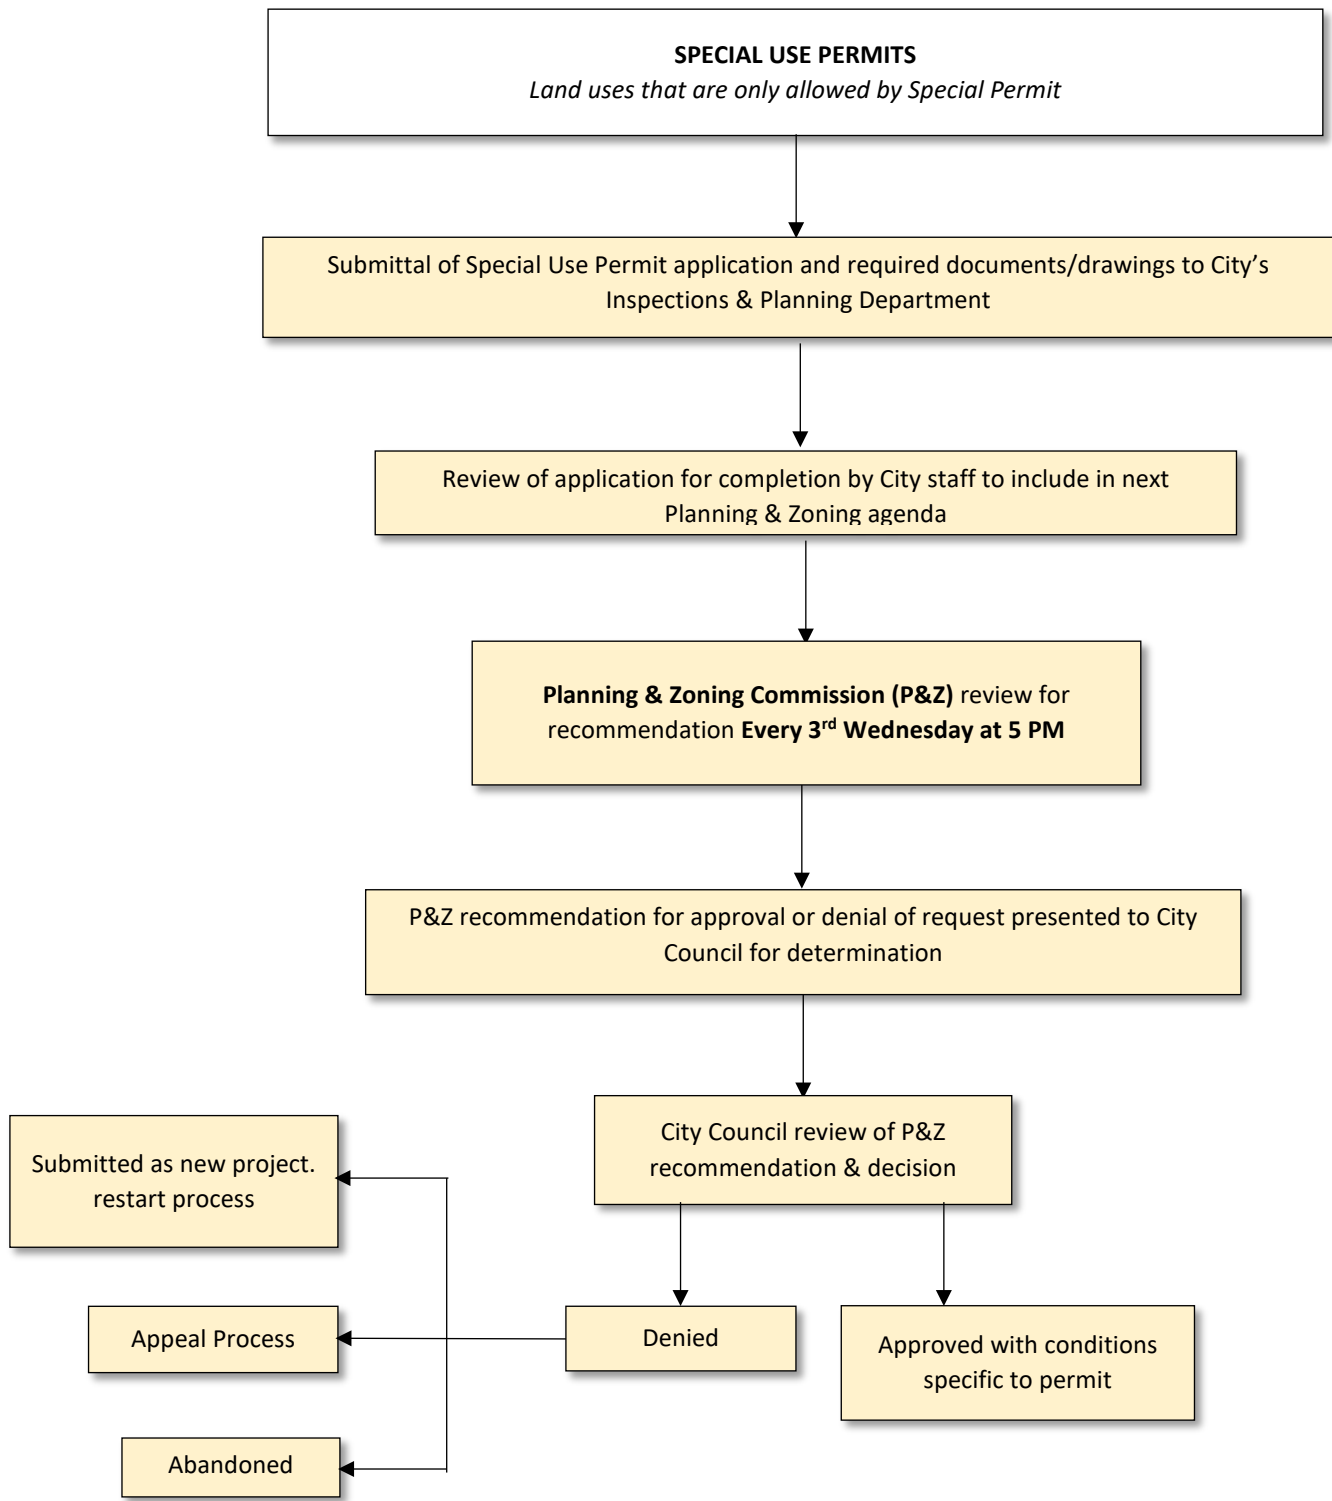 SPECIAL USE PERMITS
Land uses that are only allowed by Special Permit
Submittal of Special Use Permit application and required documents/drawings to City’s
Inspections & Planning Department
Review of application for completion by City staff to include in next
Planning & Zoning agenda
Planning & Zoning Commission (P&Z) review for
recommendation Every 3rd Wednesday at 5 PM
P&Z recommendation for approval or denial of request presented to City
Council for determination
City Council review of P&Z
recommendation & decision
Submitted as new project.
restart process
Appeal Process
Denied
Approved with conditions
specific to permit
Abandoned